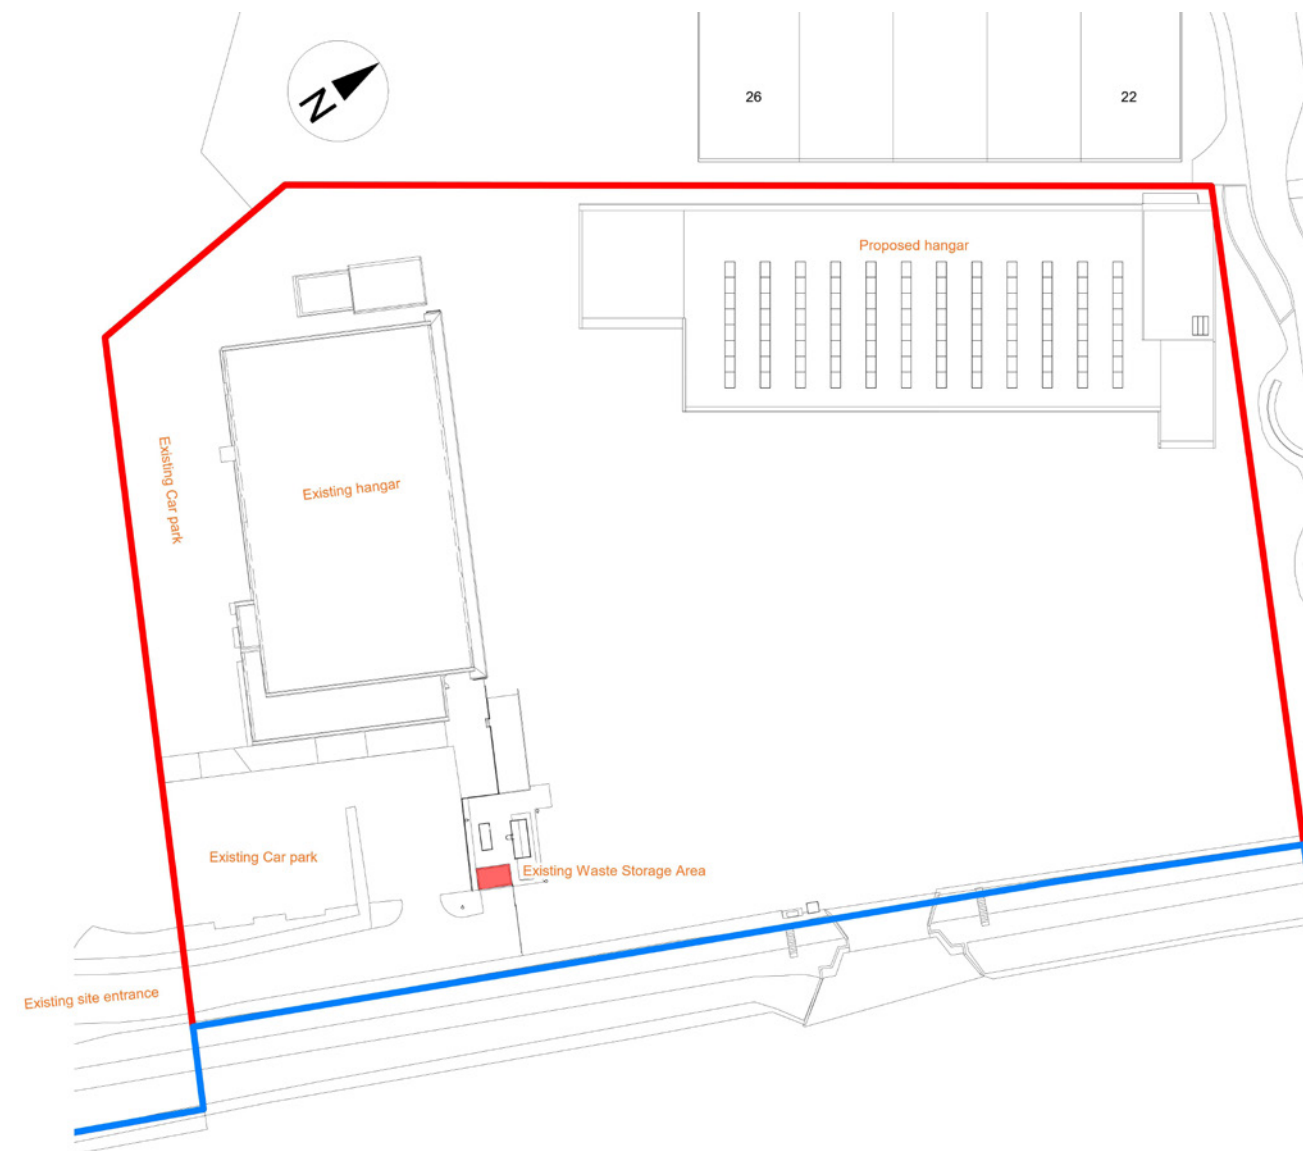 N
26
22
Proposed hangar
Existing Car park
Existing hangar
Existing Car park
Existing Waste Storage Area
Existing site entrance